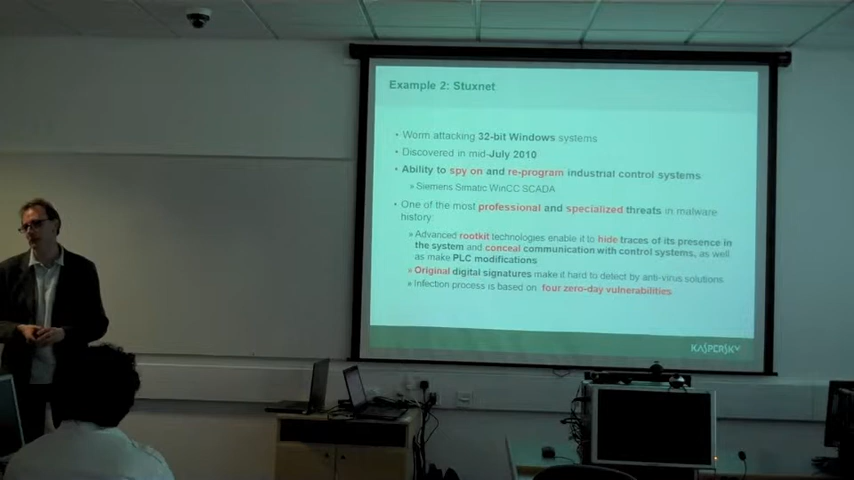 Example 2: Stuxnet
• Worm attacking 32-bit Windows systems
• Discovered in mid-July 2010
• Ability to spy on and re-program industrial control systems
» Siemens Simatic WinCC SCADA
• One of the most professional and specialized threats in malware
history:
» Advanced rootkit technologies enable it to hide traces of its presence in
the system and conceal communication with control systems, as well
as make PLC modifications
» Original digital signatures make it hard to detect by anti-virus solutions
» Infection process is based on four zero-day vulnerabilities
KASPERSKY